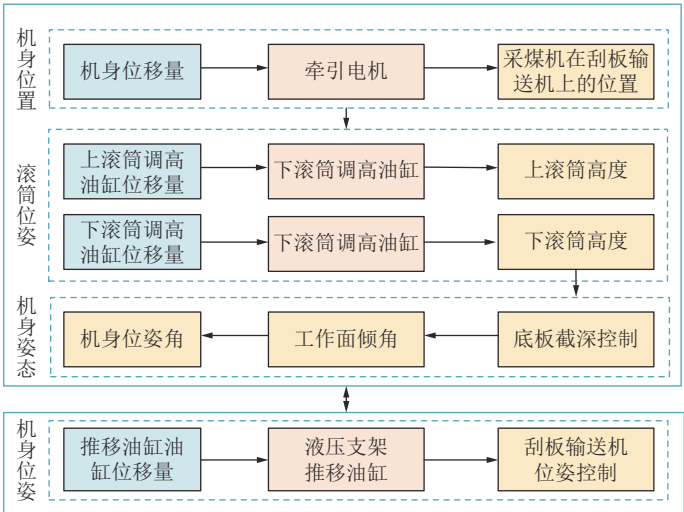 机身位置
机身位移量
牵引电机
采煤机在刮板输
送机上的位置
滚筒位姿
上滚筒调高
油缸位移量
下滚筒调高油缸
上滚筒高度
下滚筒调高
油缸位移量
下滚筒调高油缸
下滚筒高度
机身姿态
机身位姿角
工作面倾角
底板截深控制
机身位姿
推移油缸油
缸位移量
液压支架
推移油缸
刮板输送机
位姿控制